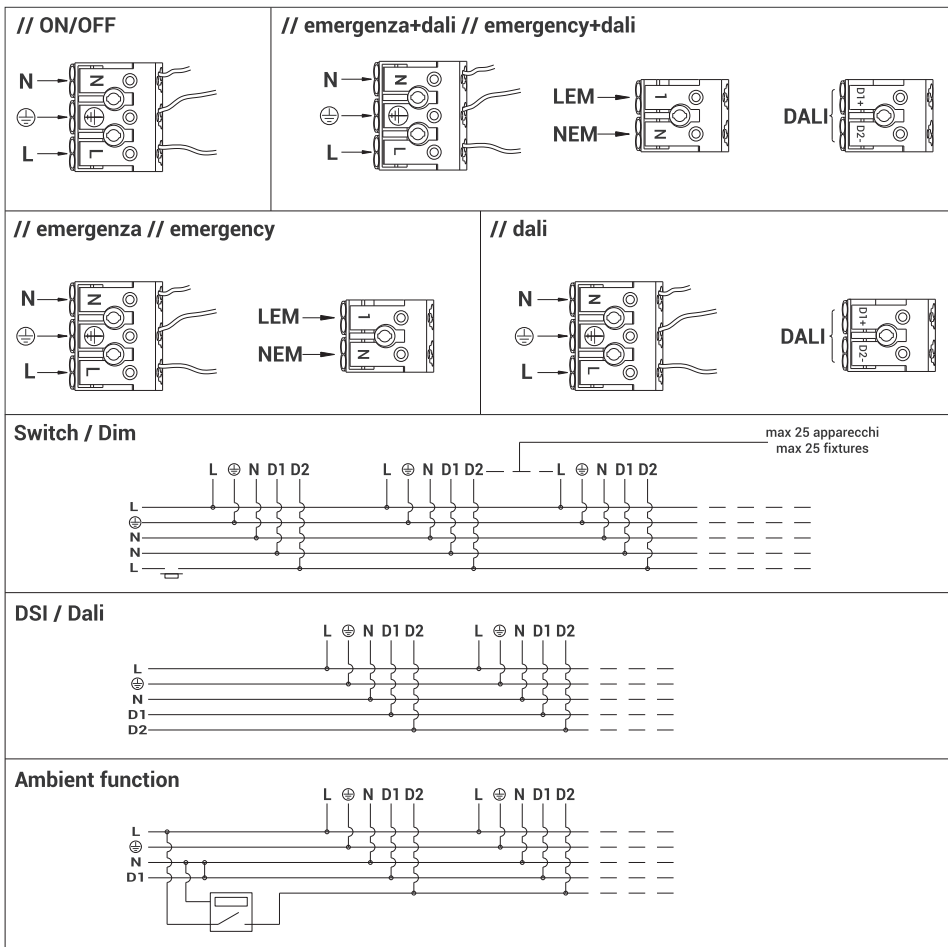 // ON/OFF
N
L
N
L
// emergenza+dali // emergency+dali
N
L
N
L
LEM
NEM
1
N
DALI
D1+
D2-
// emergenza // emergency
N
L
N
L
LEM
NEM
1
N
// dali
N
L
N
L
DALI
D1+
D2-
Switch / Dim
max 25 apparecchi
max 25 fixtures
L N D1 D2 L N D1 D2 L N D1 D2
L
N
N
L
DSI / Dali
L N D1 D2 L N D1 D2
L
N
D1
D2
Ambient function
L N D1 D2 L N D1 D2
L
N
D1